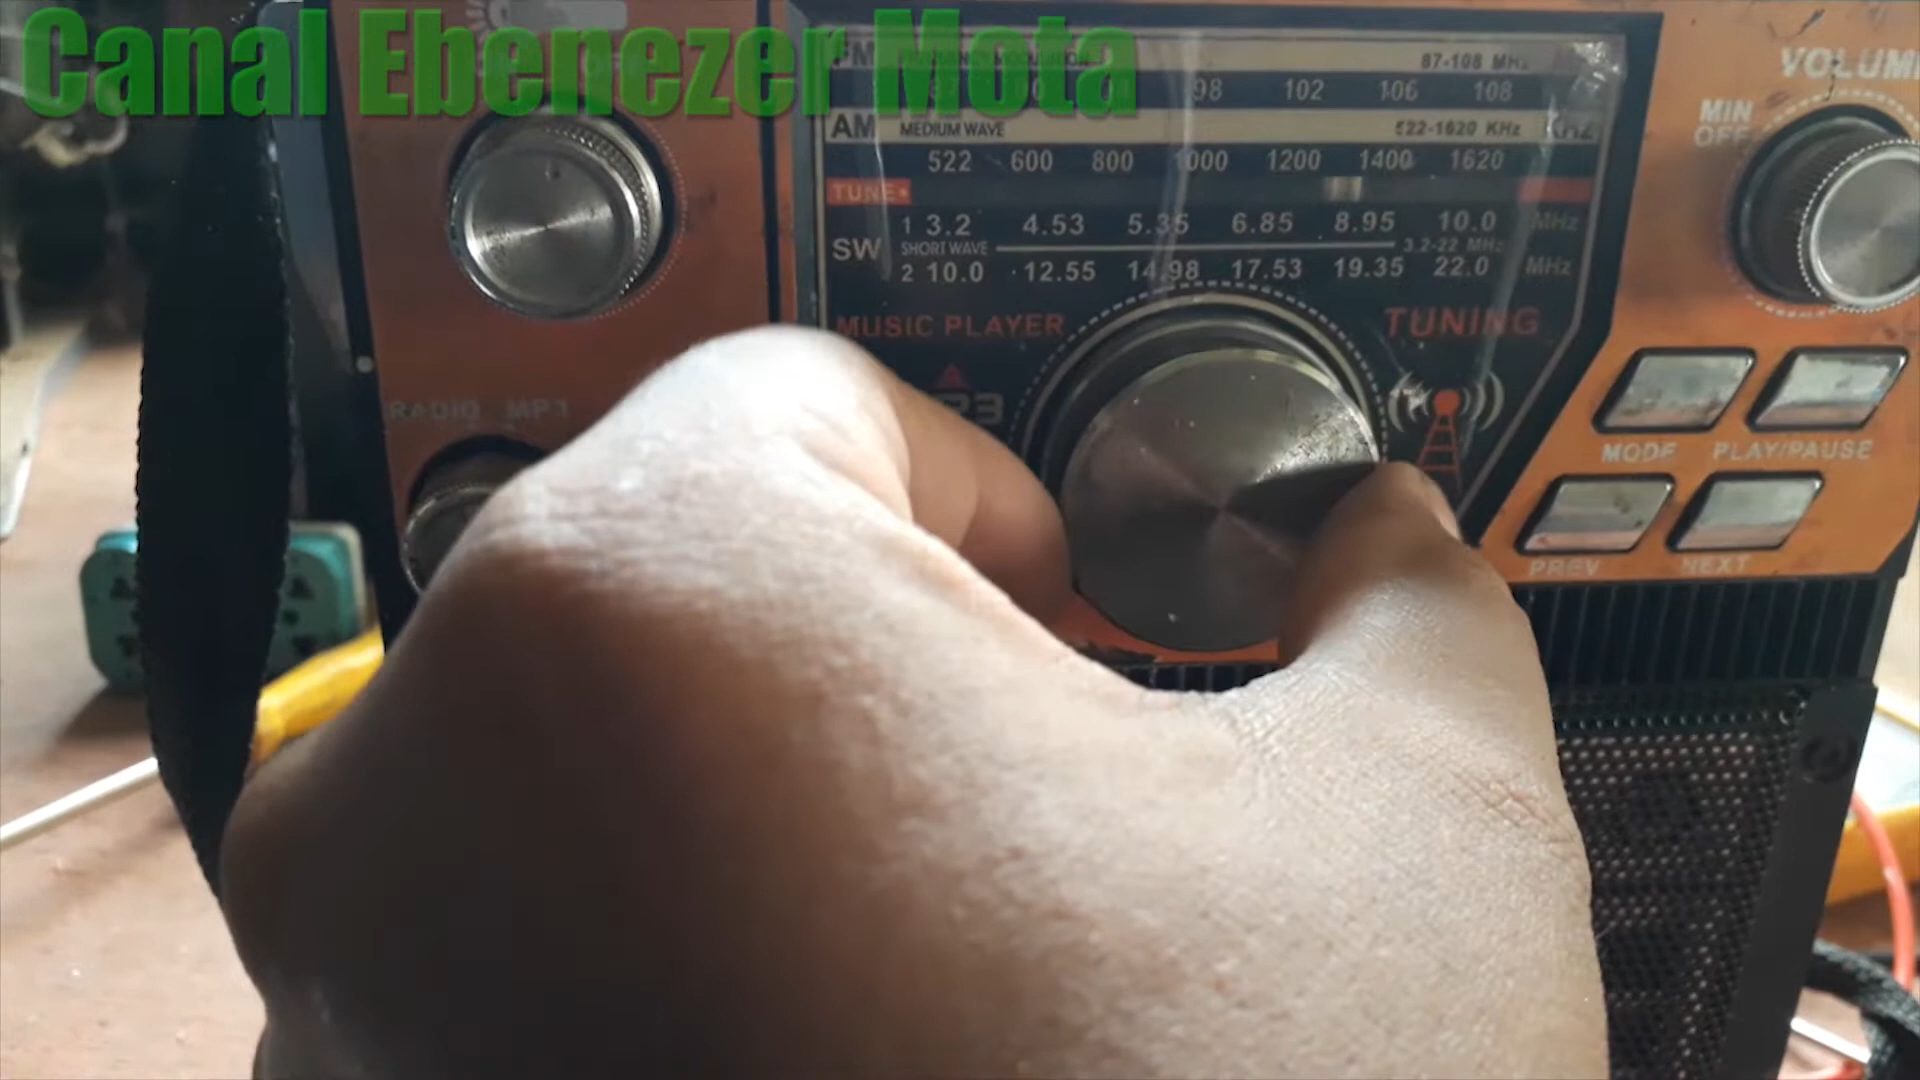 Canal Ebenezer Mota
FM 87-108 MHz
98 102 106 108
AM MEDIUM WAVE 522-1620 KHz KHz
522 600 800 1000 1200 1400 1620
TUNE
1 3.2 4.53 5.35 6.85 8.95 10.0 MHz
SW SHORT WAVE 3.2-22 MHz
2 10.0 12.55 14.98 17.53 19.35 22.0 MHz
MUSIC PLAYER
TUNING
VOLUM
MIN
OFF
RADIO MP1
MODE PLAY/PAUSE
PREV NEXT